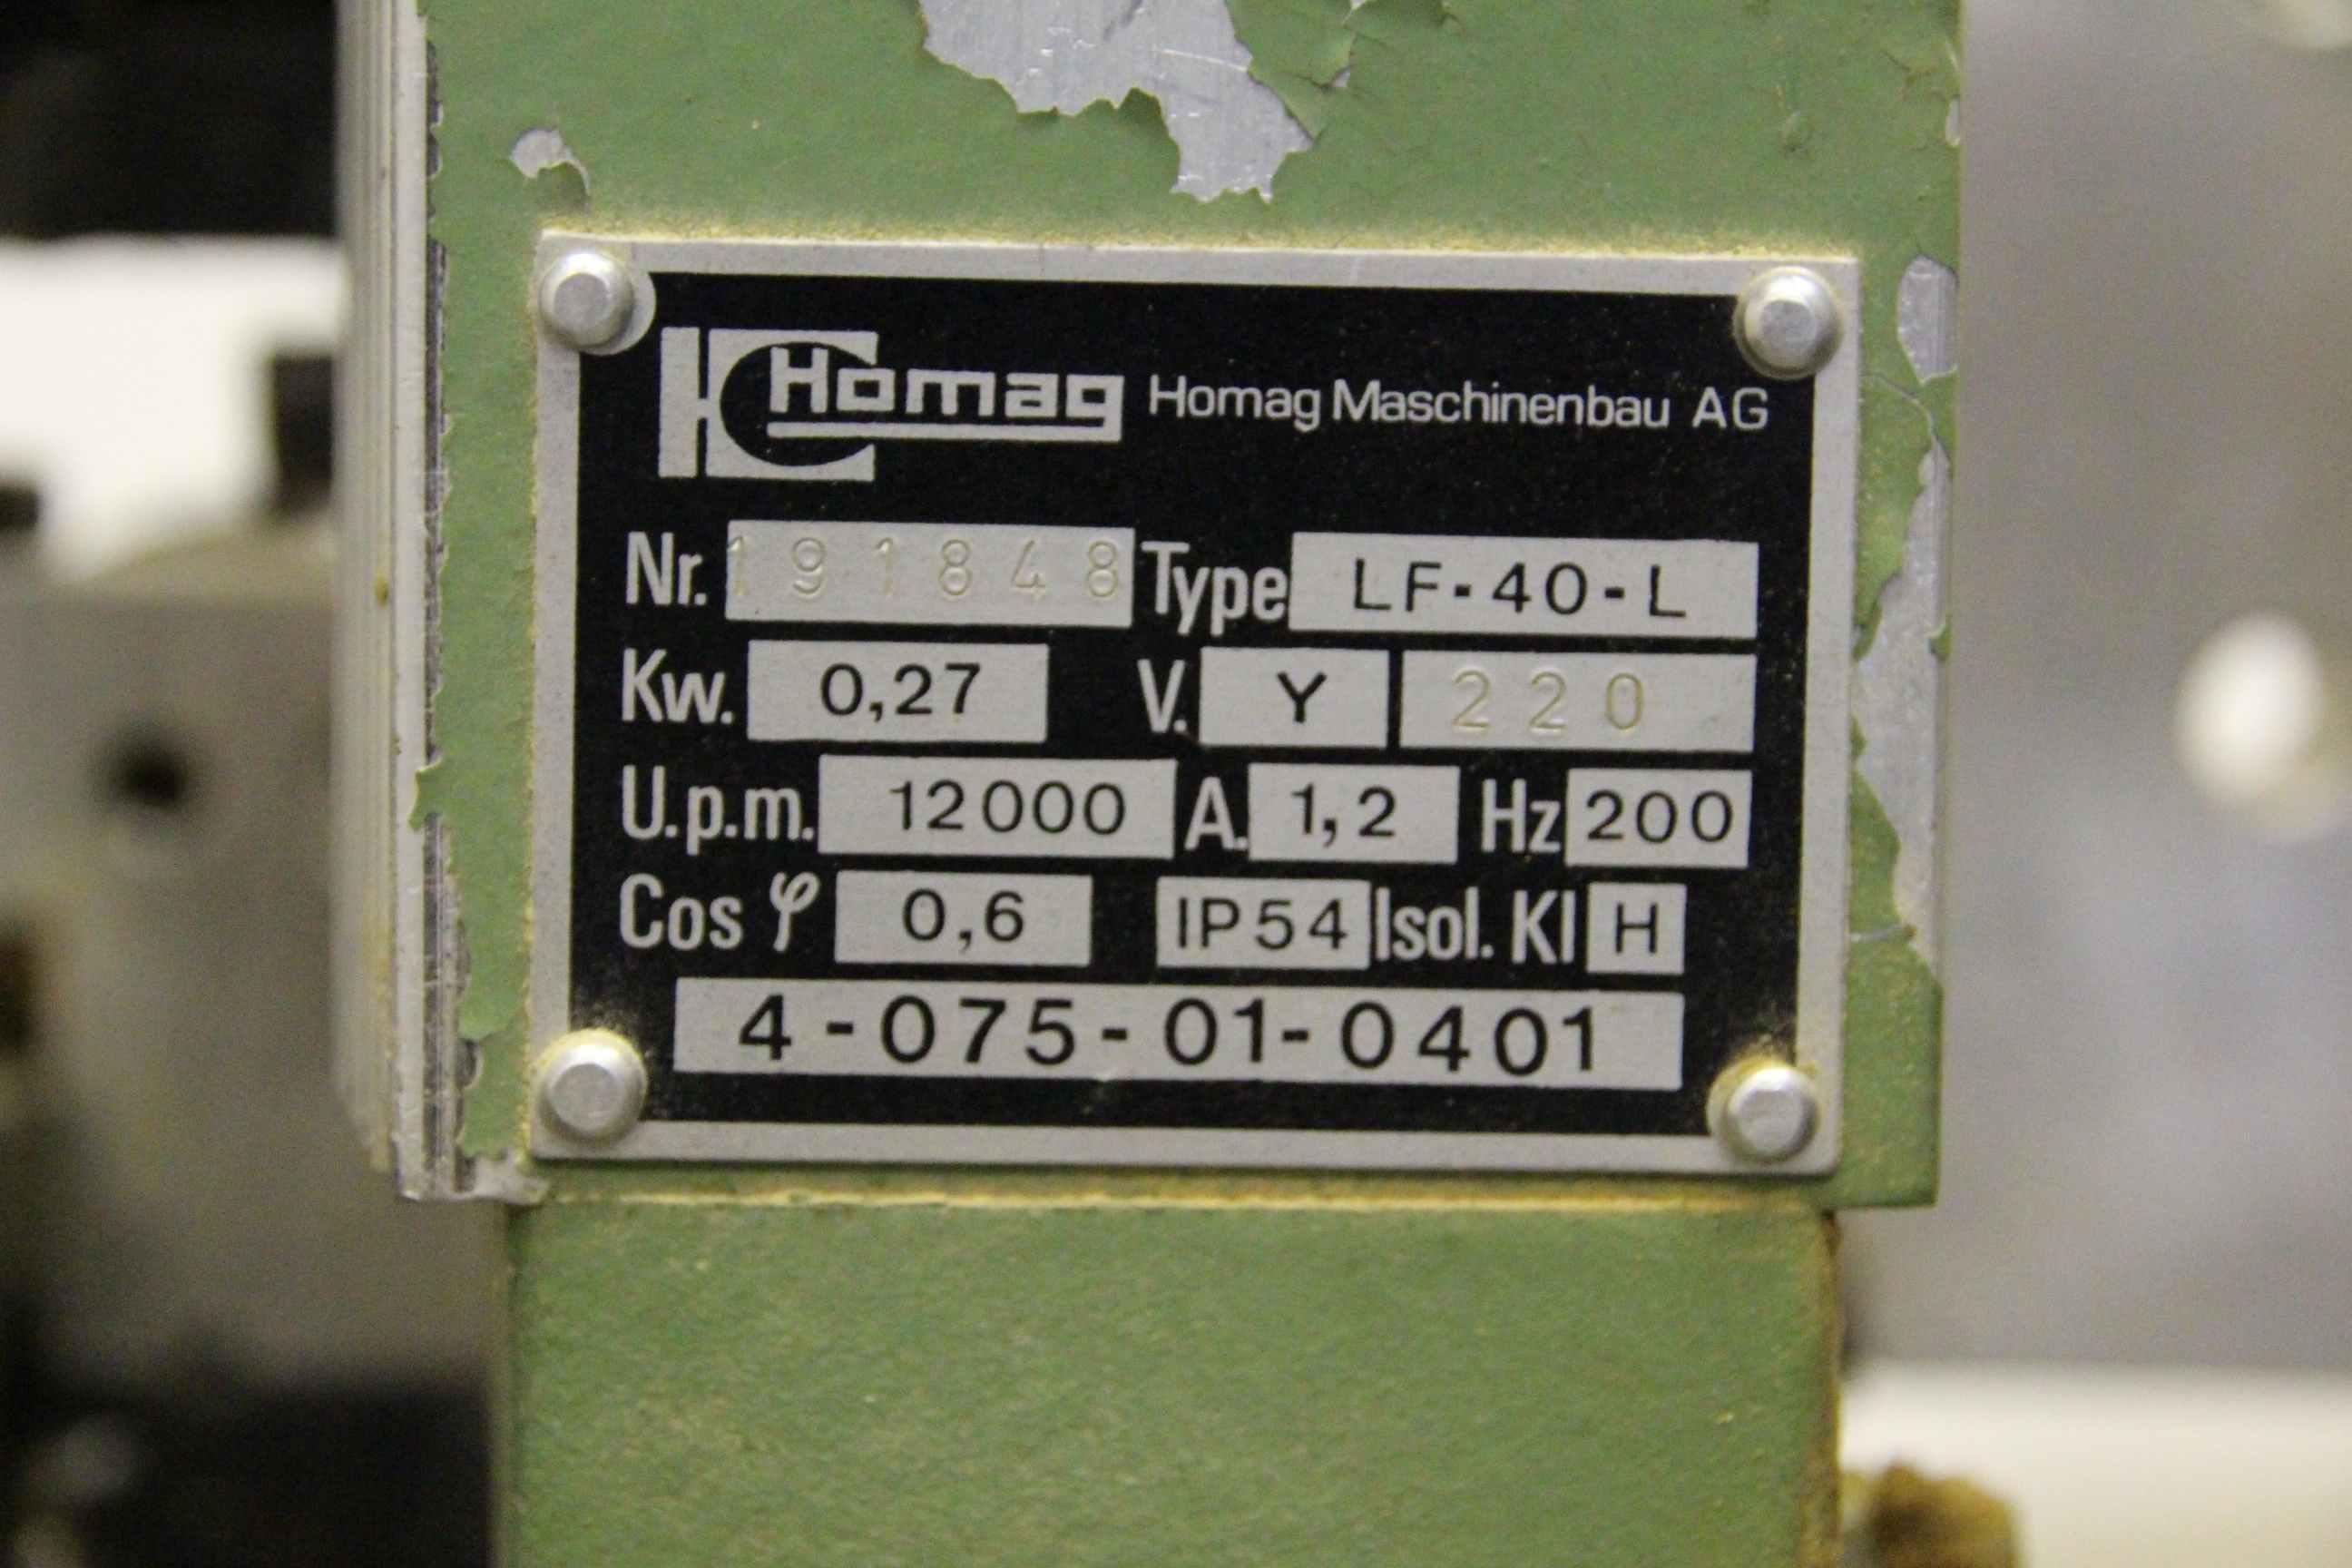 Homag Homag Maschinenbau AG
Nr. 191848 Type LF-40-L
Kw. 0,27 V. Y 220
U.p.m. 12000 A. 1,2 Hz 200
Cos φ 0,6 IP54 Isol. Kl H
4-075-01-0401